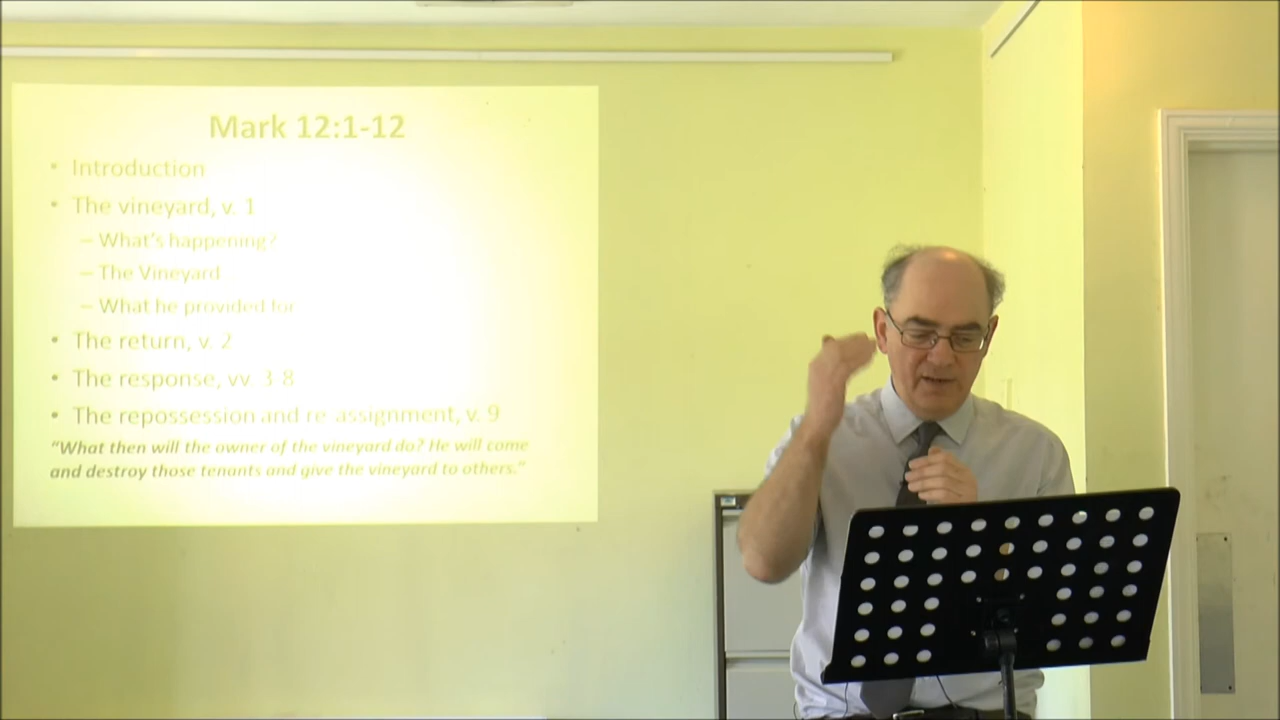 Mark 12:1-12
• Introduction
• The vineyard, v. 1
– What's happening?
– The Vineyard
– What he provided for
• The return, v. 2
• The response, vv. 3-8
• The repossession and re-assignment, v. 9
"What then will the owner of the vineyard do? He will come
and destroy those tenants and give the vineyard to others."